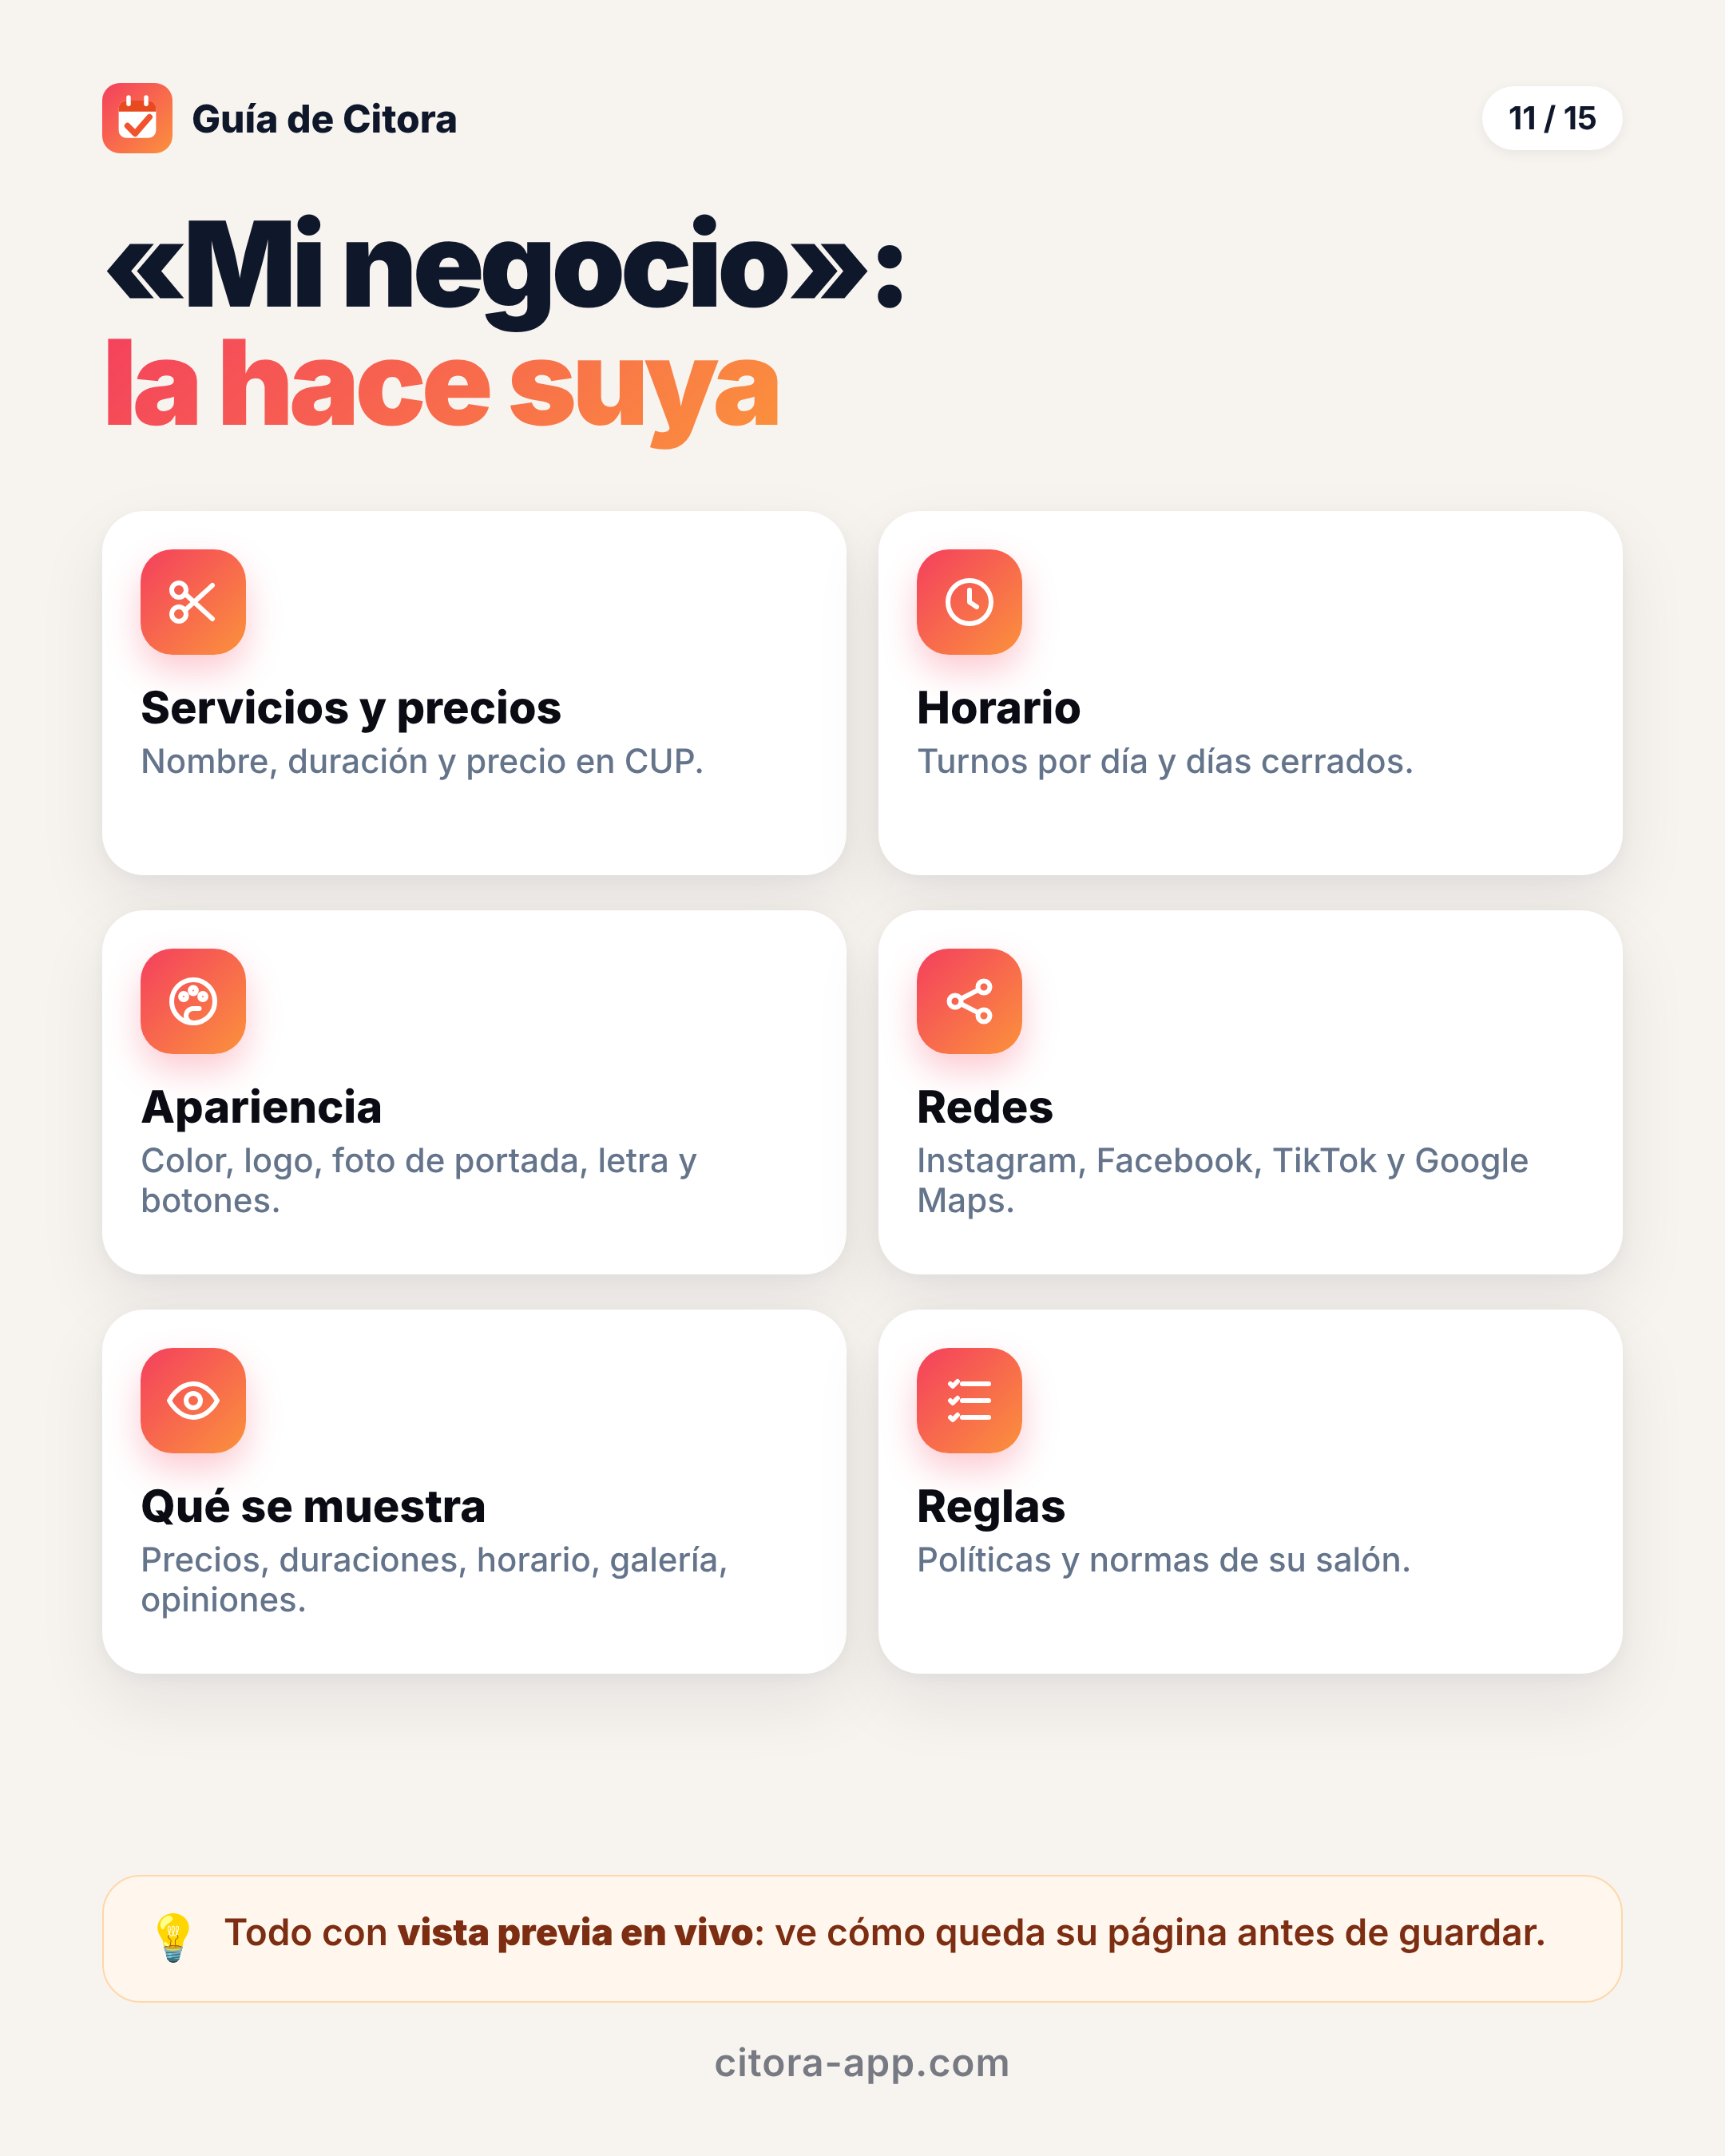 Guía de Citora
11 / 15
«Mi negocio»:
la hace suya
Servicios y precios
Nombre, duración y precio en CUP.
Horario
Turnos por día y días cerrados.
Apariencia
Color, logo, foto de portada, letra y
botones.
Redes
Instagram, Facebook, TikTok y Google
Maps.
Qué se muestra
Precios, duraciones, horario, galería,
opiniones.
Reglas
Políticas y normas de su salón.
Todo con vista previa en vivo: ve cómo queda su página antes de guardar.
citora-app.com